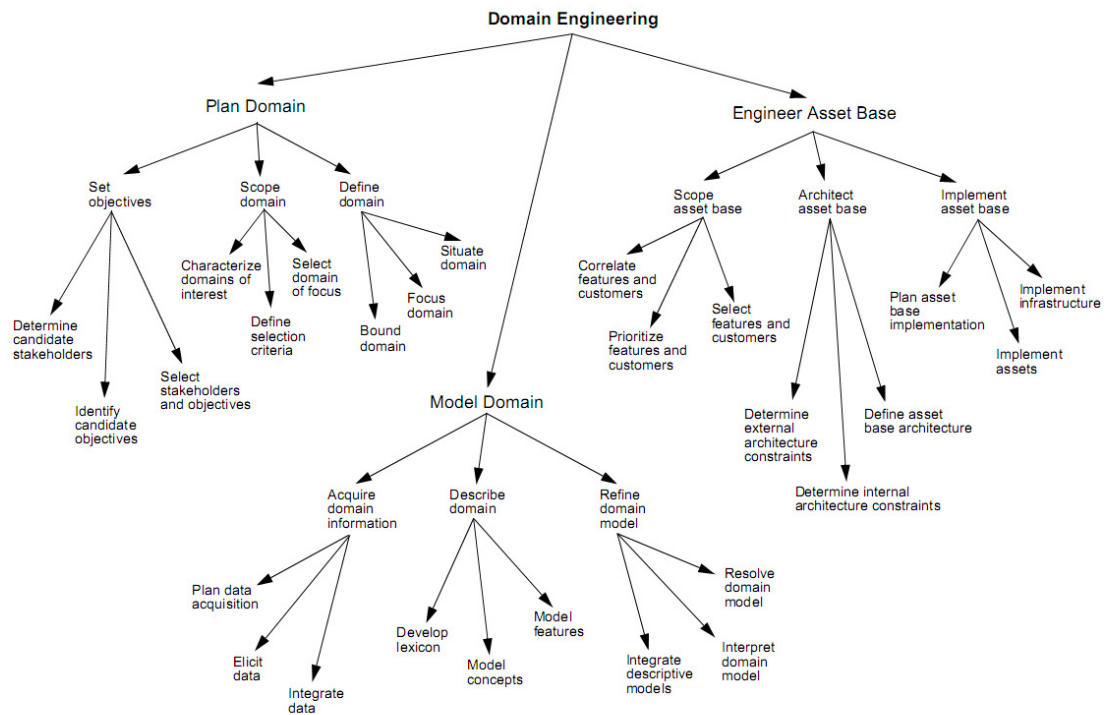 Domain Engineering
Plan Domain
Engineer Asset Base
Set
objectives
Scope
domain
Define
domain
Scope
asset base
Architect
asset base
Implement
asset base
Characterize
domains of
interest
Select
domain
of focus
Situate
domain
Focus
domain
Define
selection
criteria
Bound
domain
Determine
candidate
stakeholders
Select
stakeholders
and objectives
Identify
candidate
objectives
Correlate
features and
customers
Prioritize
features and
customers
Select
features and
customers
Plan asset
base
implementation
Implement
infrastructure
Implement
assets
Determine
external
architecture
constraints
Define asset
base architecture
Determine internal
architecture constraints
Model Domain
Acquire
domain
information
Describe
domain
Refine
domain
model
Plan data
acquisition
Elicit
data
Integrate
data
Develop
lexicon
Model
concepts
Model
features
Integrate
descriptive
models
Interpret
domain
model
Resolve
domain
model